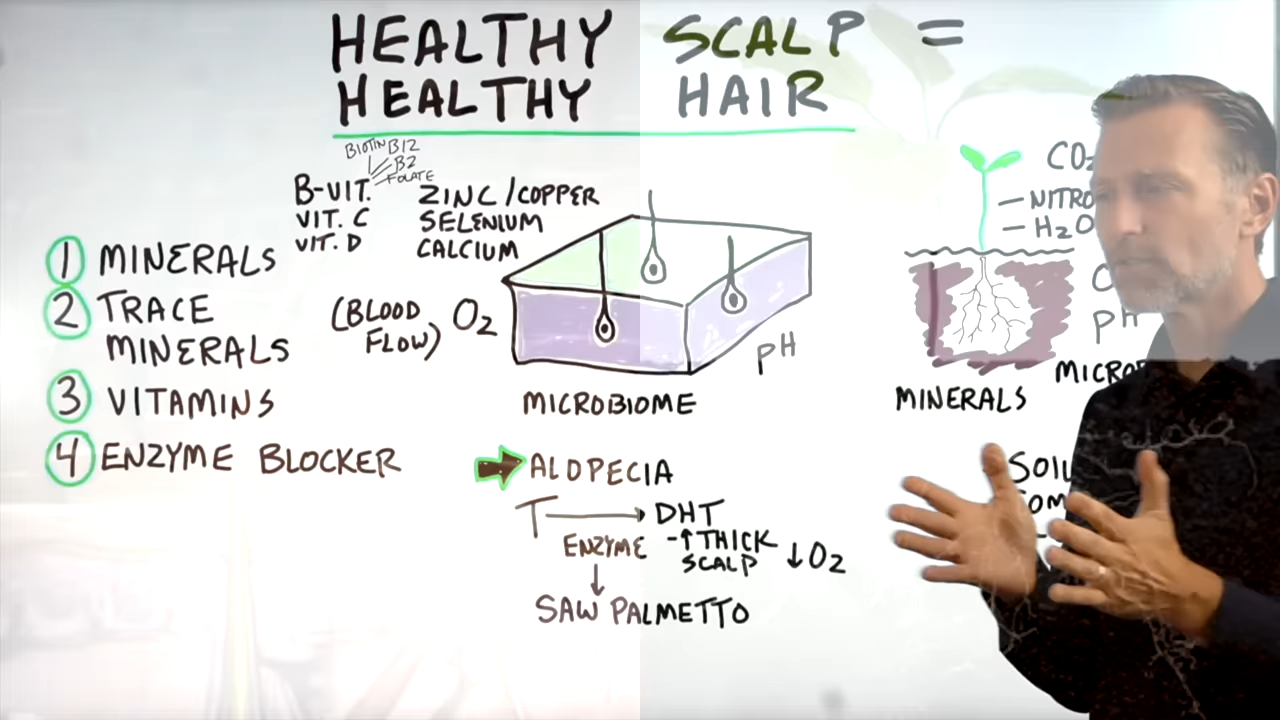 HEALTHY SCALP =
HEALTHY HAIR
BIOTIN B12
B2
FOLATE
B-VIT.
VIT. C
VIT. D
ZINC/COPPER
SELENIUM
CALCIUM
1 MINERALS
2 TRACE
MINERALS
3 VITAMINS
4 ENZYME BLOCKER
(BLOOD
FLOW) O2
PH
MICROBIOME
➡ ALOPECIA
T → DHT
ENZYME
-↑ THICK
SCALP
↓O2
↓
SAW PALMETTO
CO2
- NITRO
- H2O
PH
MICRO
MINERALS
SOIL